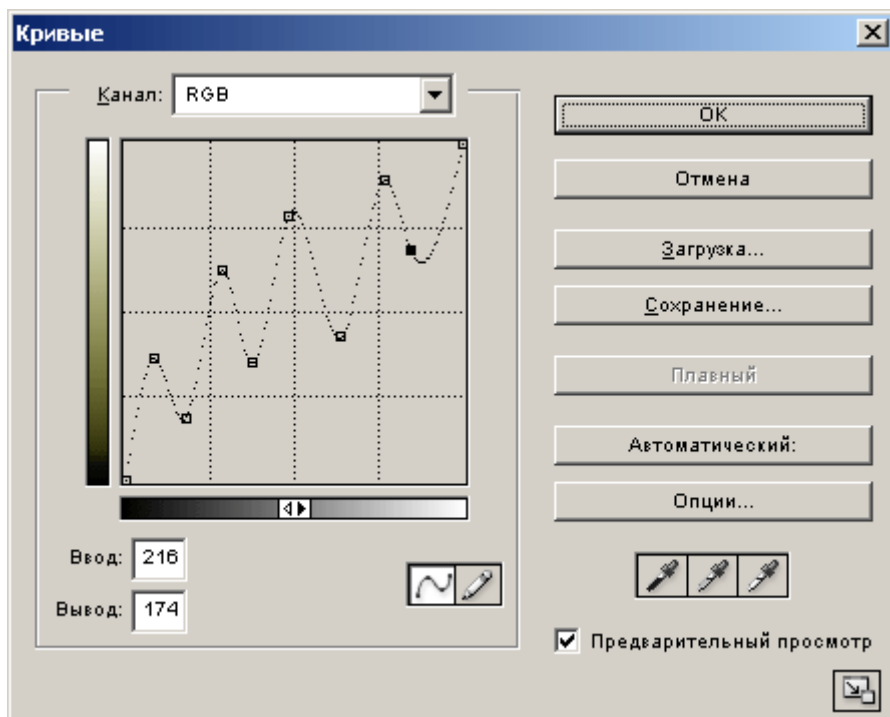 Кривые
Канал: RGB
OK
Отмена
Загрузка...
Сохранение...
Плавный
Автоматический:
Опции...
Ввод: 216
Вывод: 174
Предварительный просмотр